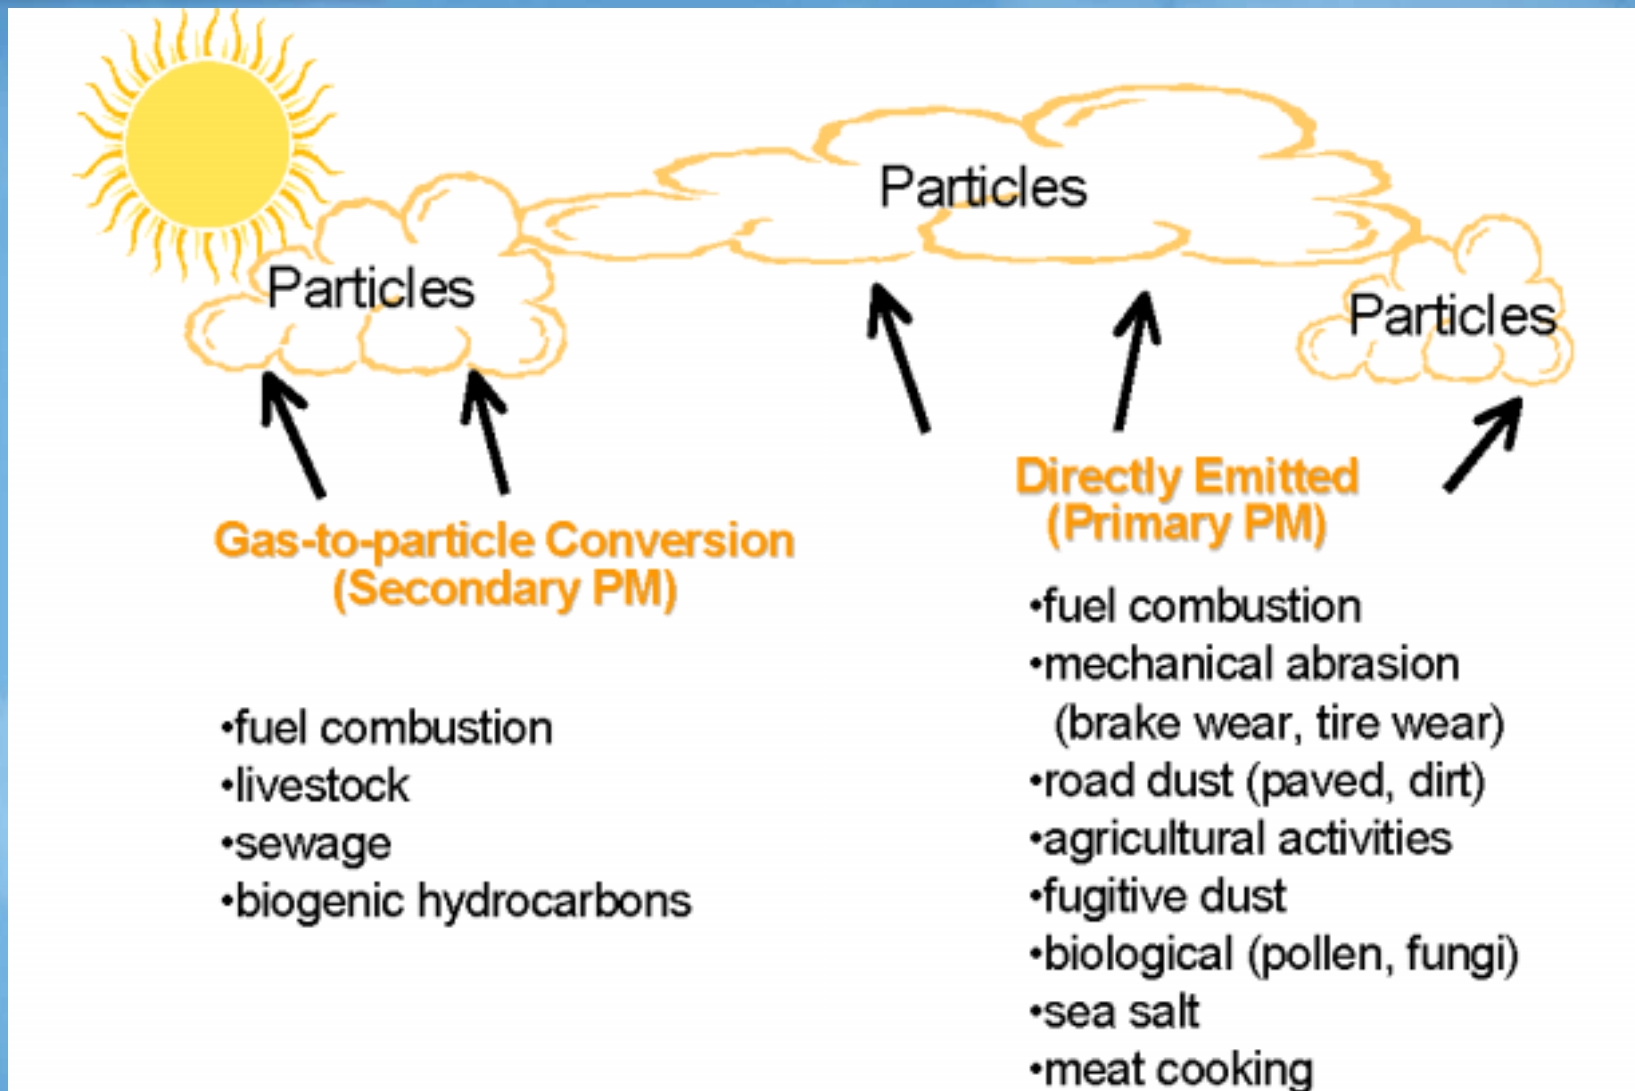 Particles
Particles
Particles
Gas-to-particle Conversion
(Secondary PM)
•fuel combustion
•livestock
•sewage
•biogenic hydrocarbons
Directly Emitted
(Primary PM)
•fuel combustion
•mechanical abrasion
(brake wear, tire wear)
•road dust (paved, dirt)
•agricultural activities
•fugitive dust
•biological (pollen, fungi)
•sea salt
•meat cooking